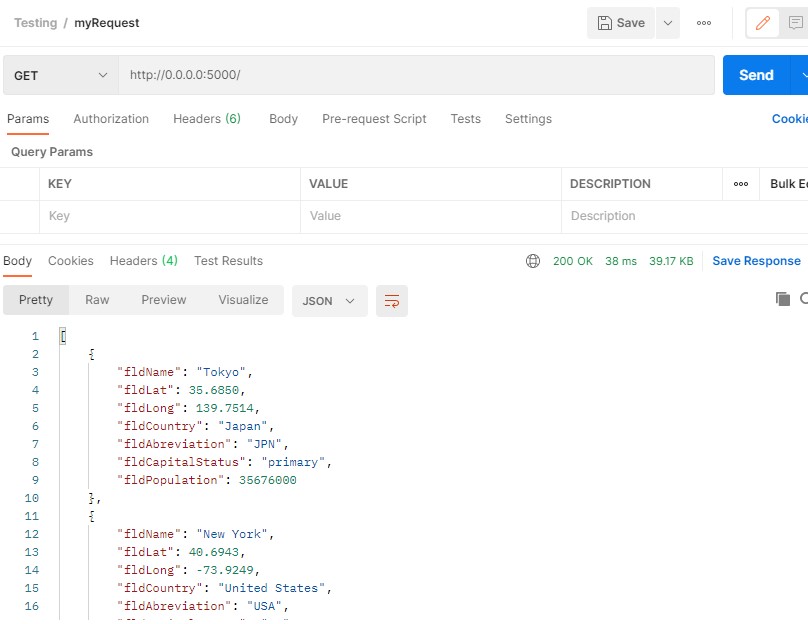 Testing / myRequest
Save
GET http://0.0.0.0:5000/ Send
Params Authorization Headers (6) Body Pre-request Script Tests Settings Cookie
Query Params
KEY VALUE DESCRIPTION Bulk E
Key Value Description
Body Cookies Headers (4) Test Results 200 OK 38 ms 39.17 KB Save Response
Pretty Raw Preview Visualize JSON
1 [
2 {
3 "fldName": "Tokyo",
4 "fldLat": 35.6850,
5 "fldLong": 139.7514,
6 "fldCountry": "Japan",
7 "fldAbreviation": "JPN",
8 "fldCapitalStatus": "primary",
9 "fldPopulation": 35676000
10 },
11 {
12 "fldName": "New York",
13 "fldLat": 40.6943,
14 "fldLong": -73.9249,
15 "fldCountry": "United States",
16 "fldAbreviation": "USA",